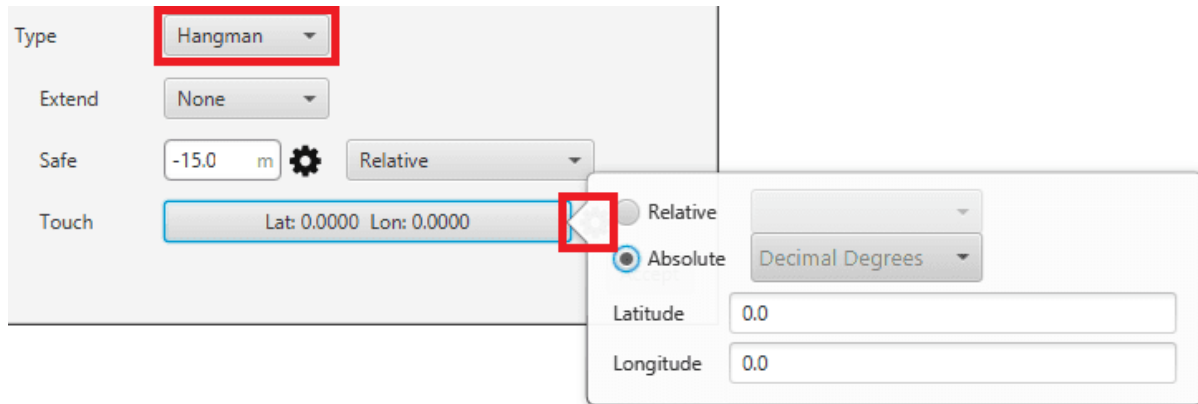 Type Hangman
Extend None
Safe -15.0 m Relative
Touch Lat: 0.0000 Lon: 0.0000
Relative
Absolute Decimal Degrees
Latitude 0.0
Longitude 0.0